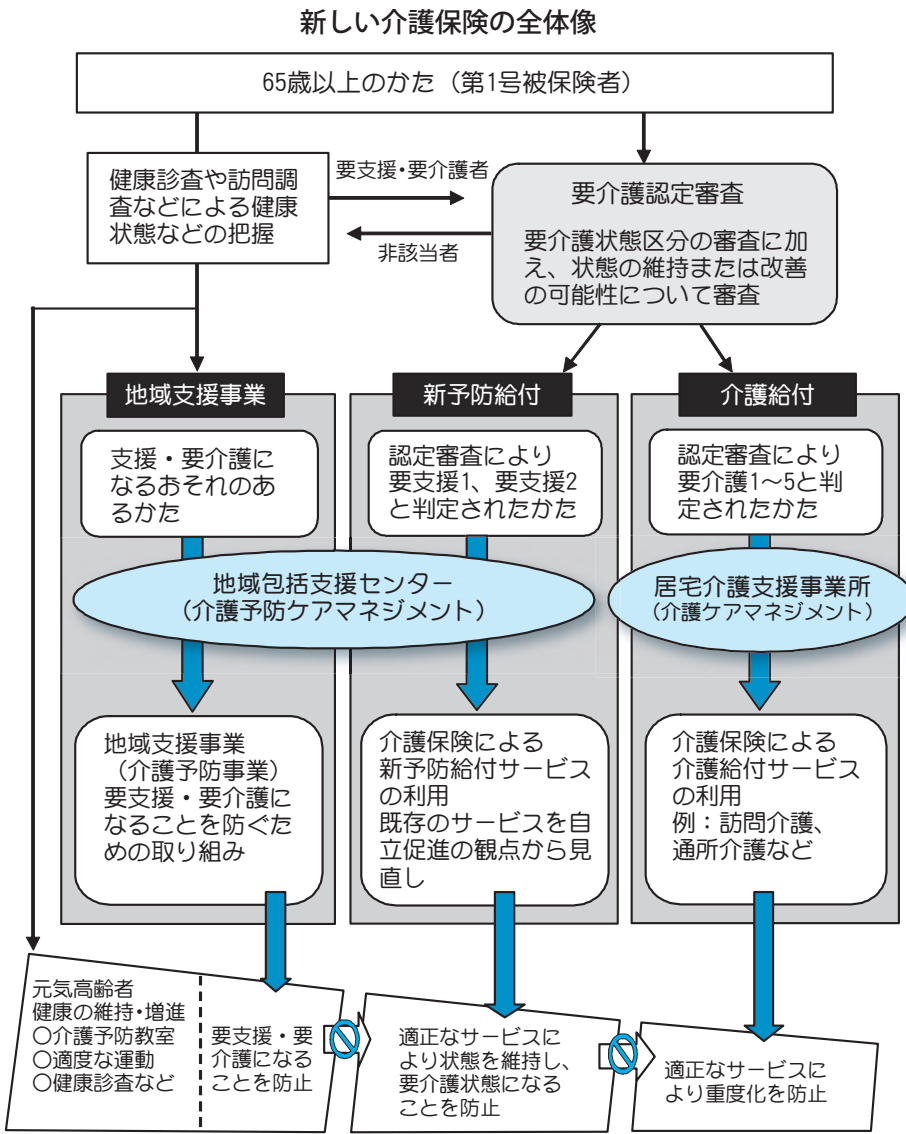 新しい介護保険の全体像
65歳以上のかた（第1号被保険者）
健康診査や訪問調
査などによる健康
状態などの把握
要支援・要介護者
非該当者
要介護認定審査
要介護状態区分の審査に加
え、状態の維持または改善
の可能性について審査
地域支援事業
支援・要介護に
なるおそれのあ
るかた
新予防給付
認定審査により
要支援1、要支援2
と判定されたかた
介護給付
認定審査により
要介護1～5と判
定されたかた
地域包括支援センター
（介護予防ケアマネジメント）
居宅介護支援事業所
（介護ケアマネジメント）
地域支援事業
（介護予防事業）
要支援・要介護に
なることを防ぐた
めの取り組み
介護保険による
新予防給付サービス
の利用
既存のサービスを自
立促進の観点から見
直し
介護保険による
介護給付サービス
の利用
例：訪問介護、
通所介護など
元気高齢者
健康の維持・増進
○介護予防教室
○適度な運動
○健康診査など
要支援・要
介護になる
ことを防止
適正なサービスに
より状態を維持し、
要介護状態になる
ことを防止
適正なサービスに
より重度化を防止